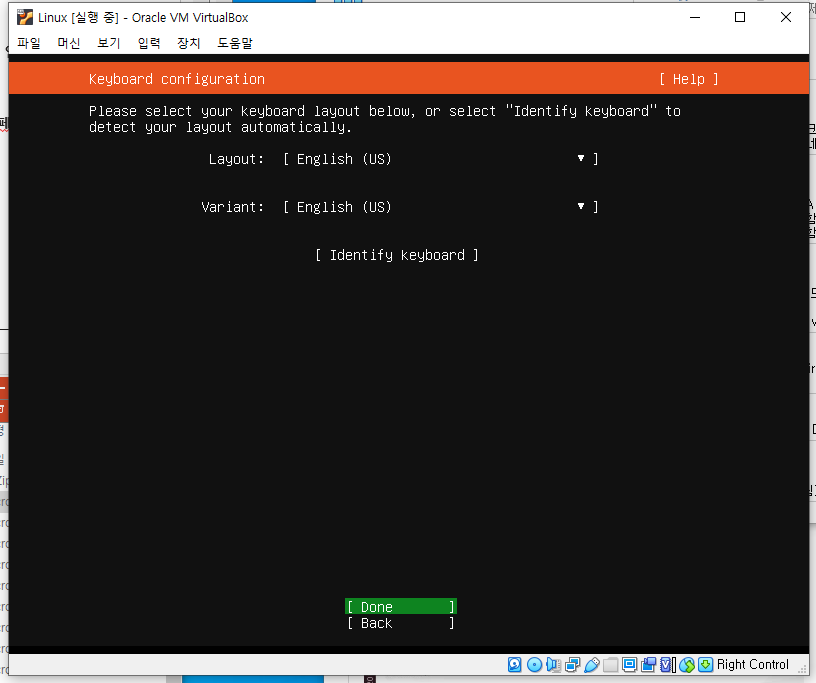 Linux [실행 중] - Oracle VM VirtualBox
파일 머신 보기 입력 장치 도움말
Keyboard configuration [ Help ]
Please select your keyboard layout below, or select "Identify keyboard" to
detect your layout automatically.
Layout: [ English (US) ▼ ]
Variant: [ English (US) ▼ ]
[ Identify keyboard ]
[ Done ]
[ Back ]
Right Control